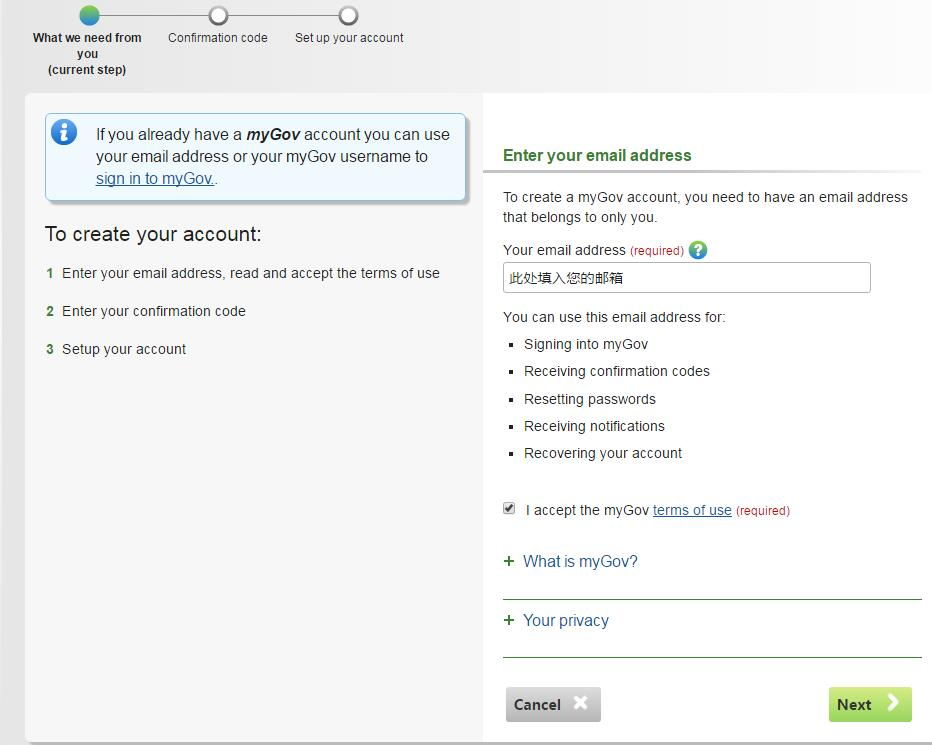 What we need from
you
(current step)
Confirmation code
Set up your account
If you already have a myGov account you can use
your email address or your myGov username to
sign in to myGov..
To create your account:
1 Enter your email address, read and accept the terms of use
2 Enter your confirmation code
3 Setup your account
Enter your email address
To create a myGov account, you need to have an email address
that belongs to only you.
Your email address (required) ?
此处填入您的邮箱
You can use this email address for:
Signing into myGov
Receiving confirmation codes
Resetting passwords
Receiving notifications
Recovering your account
I accept the myGov terms of use (required)
+ What is myGov?
+ Your privacy
Cancel
Next